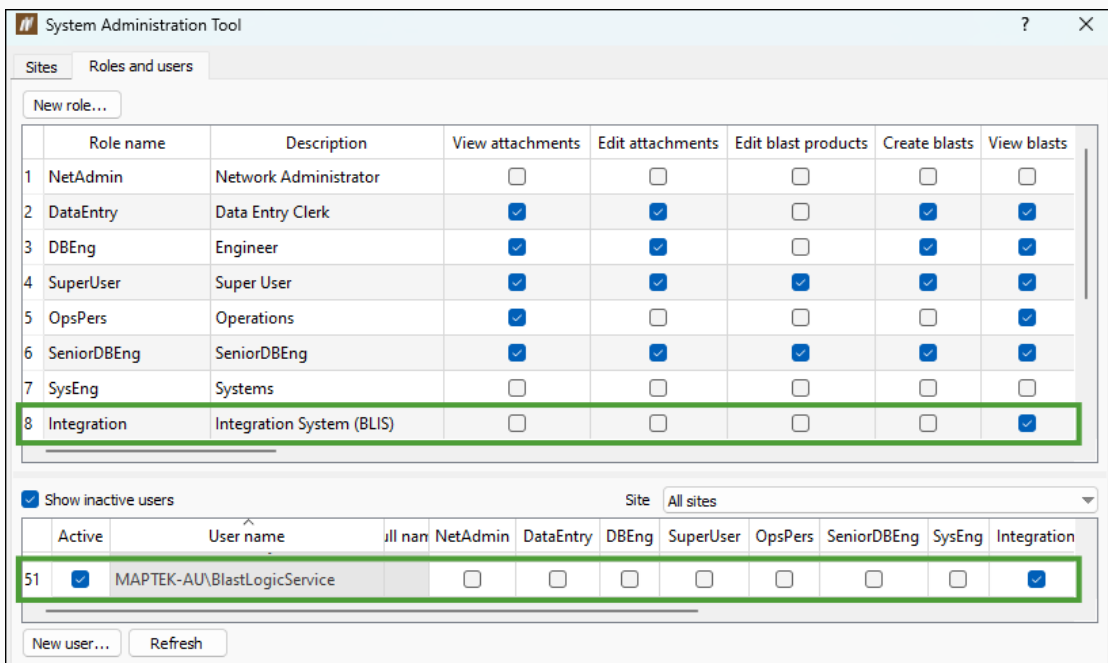 System Administration Tool ?
Sites Roles and users
New role...
Role name Description View attachments Edit attachments Edit blast products Create blasts View blasts
1 NetAdmin Network Administrator
2 DataEntry Data Entry Clerk
3 DBEng Engineer
4 SuperUser Super User
5 OpsPers Operations
6 SeniorDBEng SeniorDBEng
7 SysEng Systems
8 Integration Integration System (BLIS)
Show inactive users Site All sites
Active User name ull nam NetAdmin DataEntry DBEng SuperUser OpsPers SeniorDBEng SysEng Integration
51 MAPTEK-AU\BlastLogicService
New user... Refresh